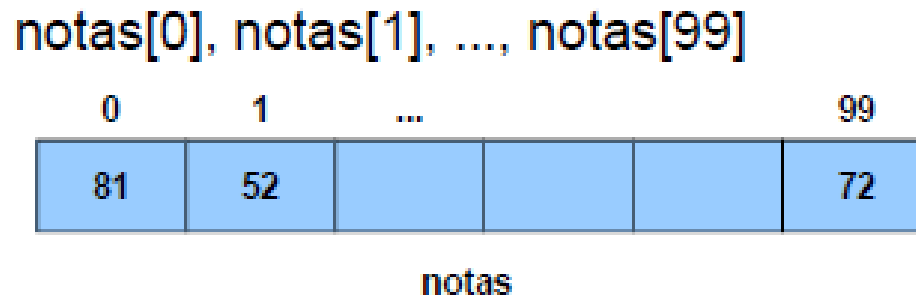 notas[0], notas[1], ..., notas[99]
0 1 ... 99
81 52 72
notas